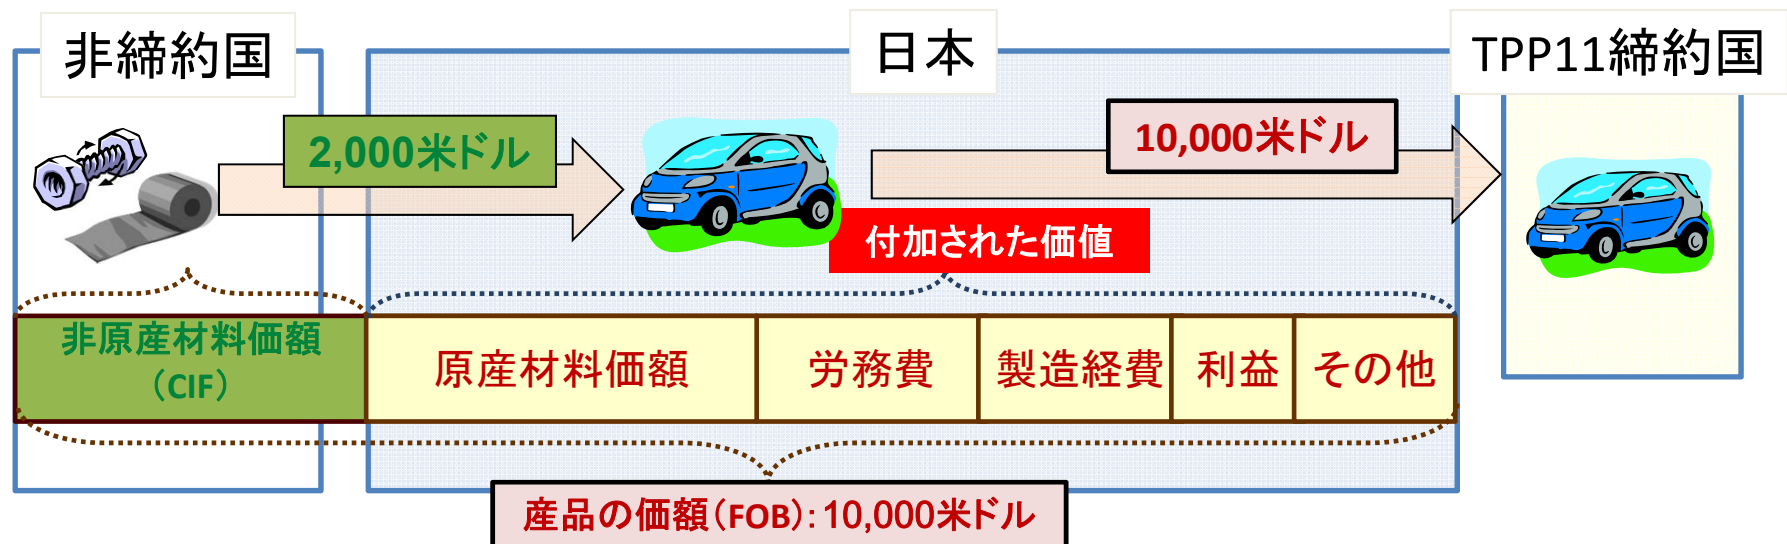 非締約国
日本
TPP11締約国
2,000米ドル
10,000米ドル
付加された価値
非原産材料価額
（CIF）
原産材料価額
労務費
製造経費
利益
その他
産品の価額（FOB）：10,000米ドル